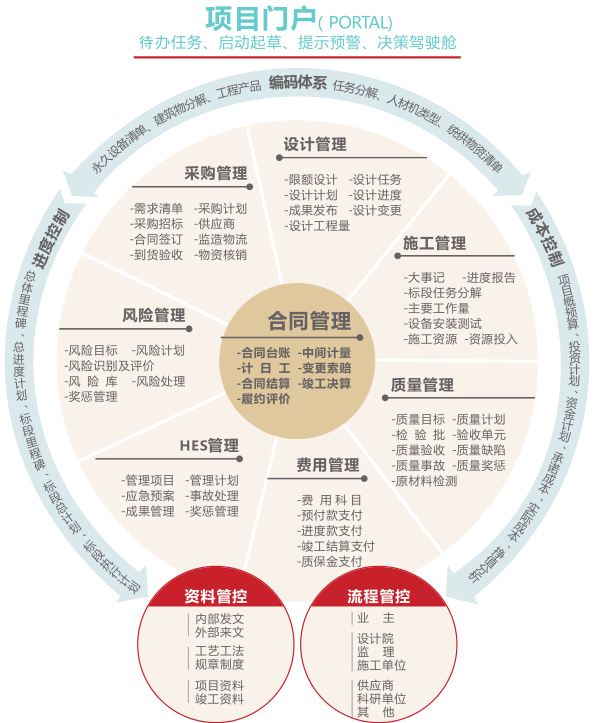 项目门户( PORTAL)
待办任务、启动起草、提示预警、决策驾驶舱
永久设备清单、建筑物分解、工程产品 编码体系 任务分解、人材机类型、统供物资清单
进度控制
总体里程碑、总进度计划、标段里程碑、标段总计划、标段执行计划
成本控制
项目概预算、投资计划、资金计划、承进成本、实际成本、挣值分析
设计管理
-限额设计 -设计任务
-设计计划 -设计进度
-成果发布 -设计变更
-设计工程量
采购管理
-需求清单 -采购计划
-采购招标 -供应商
-合同签订 -监造物流
-到货验收 -物资核销
施工管理
-大事记 -进度报告
-标段任务分解
-主要工作量
-设备安装测试
-施工资源 -资源投入
风险管理
-风险目标 -风险计划
-风险识别及评价
-风 险 库 -风险处理
-奖惩管理
合同管理
-合同台账 -中间计量
-计 日 工 -变更索赔
-合同结算 -竣工决算
-履约评价
质量管理
-质量目标 -质量计划
-检 验 批 -验收单元
-质量验收 -质量缺陷
-质量事故 -质量奖惩
-原材料检测
HES管理
-管理项目 -管理计划
-应急预案 -事故处理
-成果管理 -奖惩管理
费用管理
-费 用 科 目
-预付款支付
-进度款支付
-竣工结算支付
-质保金支付
资料管控
内部发文
外部来文
工艺工法
规章制度
项目资料
竣工资料
流程管控
业 主
设计院
监 理
施工单位
供应商
科研单位
其 他